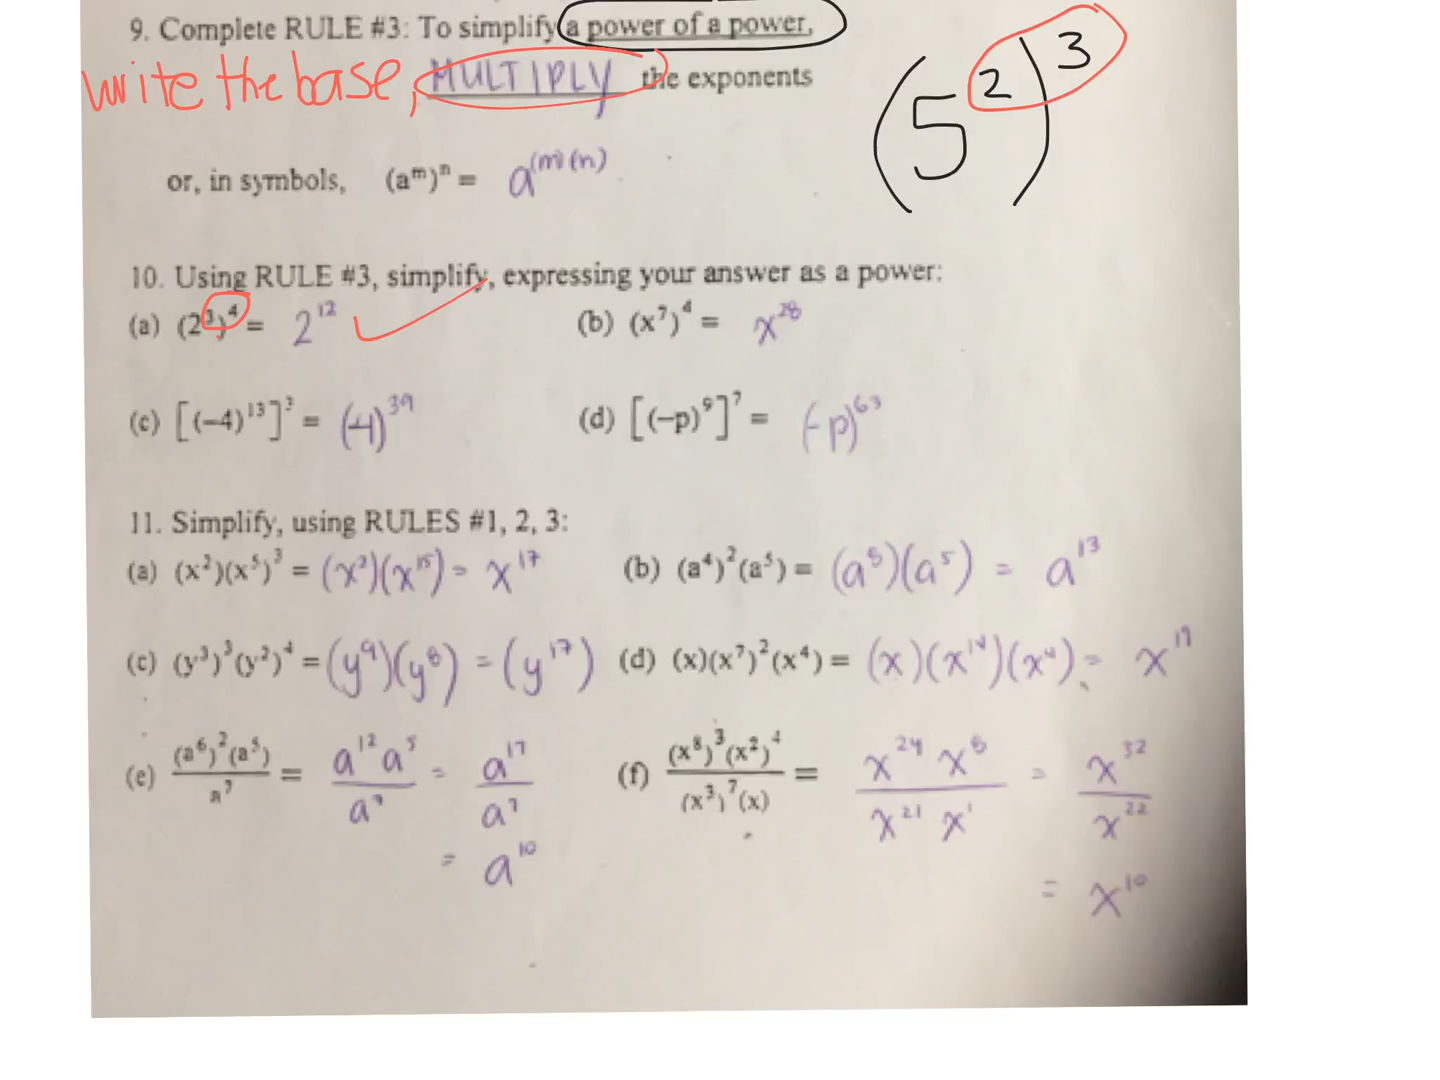 9. Complete RULE #3: To simplify a power of a power,
write the base, MULTIPLY the exponents
(5²)³
or, in symbols, (aᵐ)ⁿ = a⁽ᵐ⁾⁽ⁿ⁾
10. Using RULE #3, simplify, expressing your answer as a power:
(a) (2³)⁴ = 2¹² (b) (x⁷)⁴ = x²⁸
(c) [(-4)¹³]³ = (-4)³⁹ (d) [(-p)⁹]⁷ = (-p)⁶³
11. Simplify, using RULES #1, 2, 3:
(a) (x²)(x⁵)³ = (x²)(x¹⁵) = x¹⁷ (b) (a⁴)²(a⁵) = (a⁸)(a⁵) = a¹³
(c) (y³)³(y²)⁴ = (y⁹)(y⁸) = (y¹⁷) (d) (x)(x⁷)²(x⁴) = (x)(x¹⁴)(x⁴) = x¹⁹
(e) (a⁶)²(a⁵) / a⁷ = a¹² a⁵ / a⁷ = a¹⁷ / a⁷
= a¹⁰
(f) (x⁸)³(x²)⁴ / (x³)⁷(x) = x²⁴ x⁸ / x²¹ x¹ = x³² / x²²
= x¹⁰